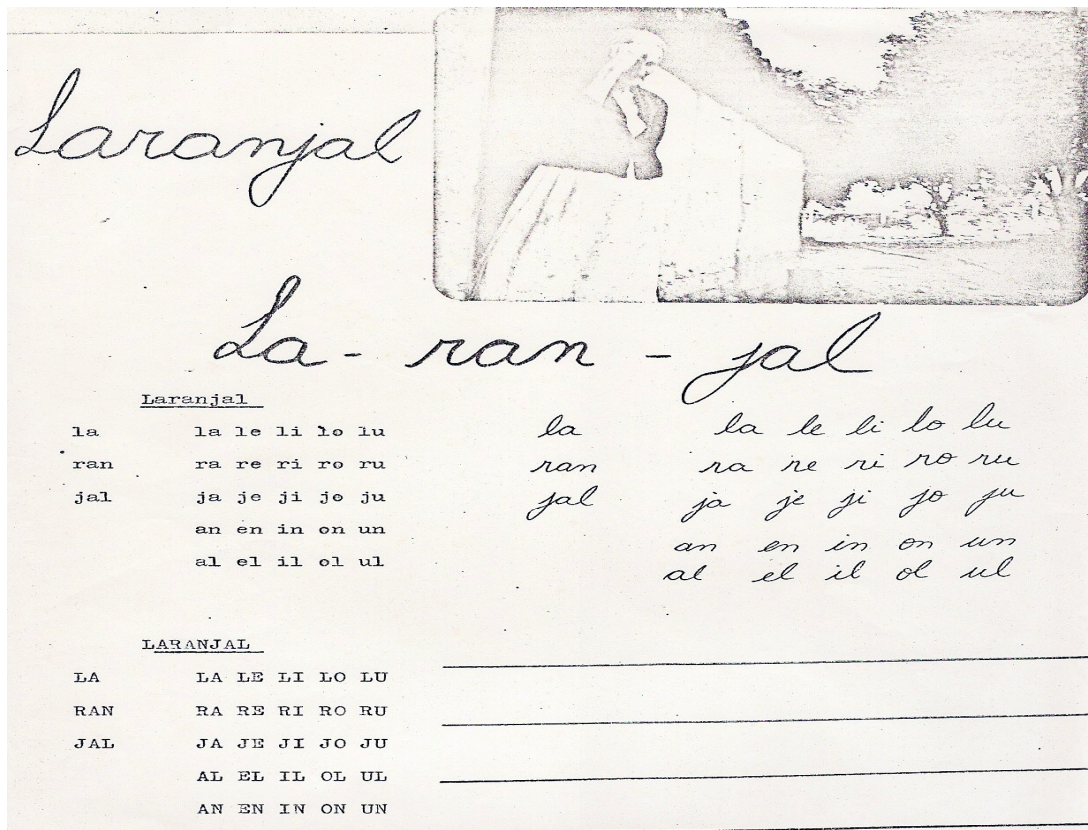 Laranjal
La - ran - jal
Laranjal
la la le li lo lu
ran ra re ri ro ru
jal ja je ji jo ju
an en in on un
al el il ol ul
la la le li lo lu
ran ra re ri ro ru
jal ja je ji jo ju
an en in on un
al el il ol ul
LARANJAL
LA LA LE LI LO LU
RAN RA RE RI RO RU
JAL JA JE JI JO JU
AL EL IL OL UL
AN EN IN ON UN